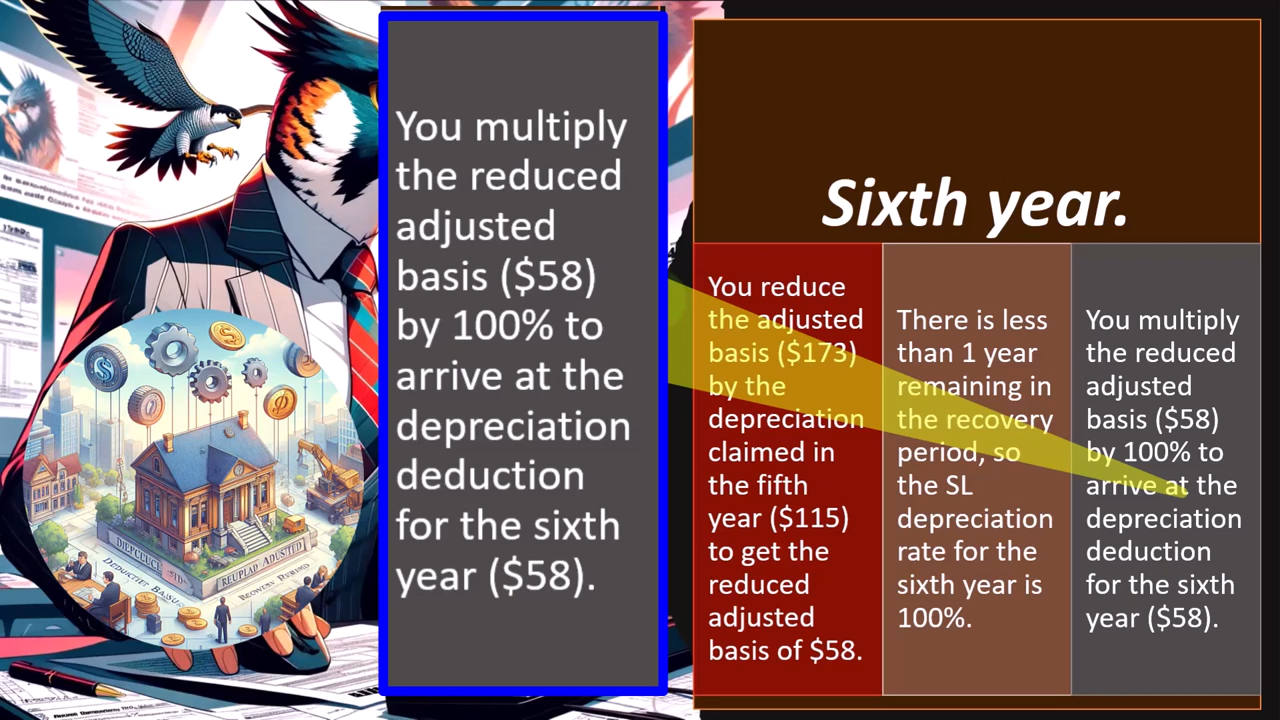 You multiply
the reduced
adjusted
basis ($58)
by 100% to
arrive at the
depreciation
deduction
for the sixth
year ($58).
Sixth year.
You reduce
the adjusted
basis ($173)
by the
depreciation
claimed in
the fifth
year ($115)
to get the
reduced
adjusted
basis of $58.
There is less
than 1 year
remaining in
the recovery
period, so
the SL
depreciation
rate for the
sixth year is
100%.
You multiply
the reduced
adjusted
basis ($58)
by 100% to
arrive at the
depreciation
deduction
for the sixth
year ($58).
REUPLAP ADJUSTED